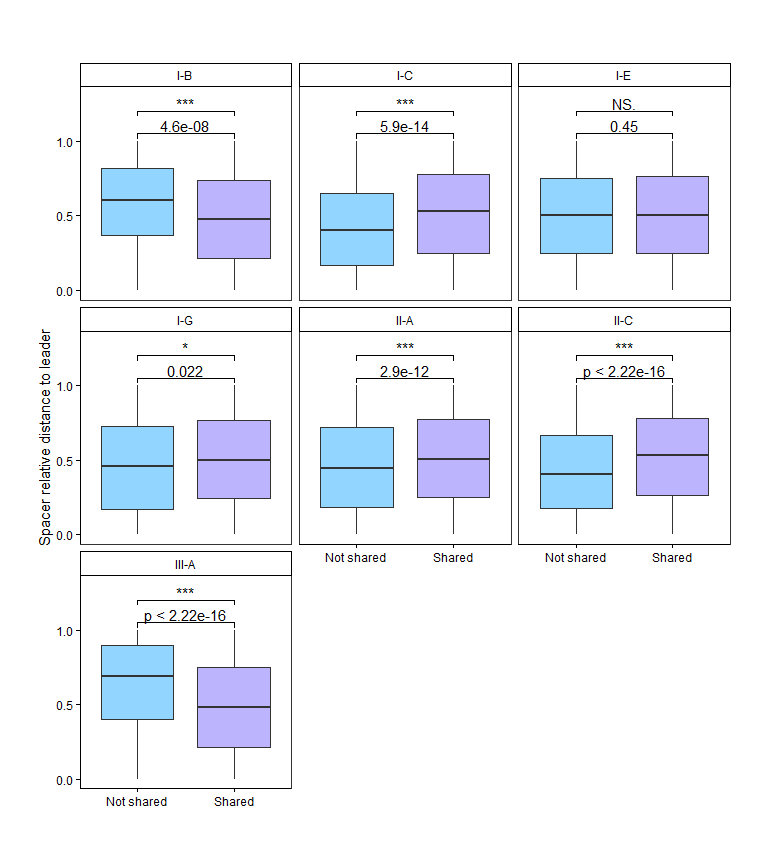 I-B
I-C
I-E
***
***
NS.
4.6e-08
5.9e-14
0.45
1.0
0.5
0.0
I-G
II-A
II-C
*
***
***
0.022
2.9e-12
p < 2.22e-16
1.0
0.5
0.0
Not shared
Shared
Not shared
Shared
III-A
***
p < 2.22e-16
1.0
0.5
0.0
Not shared
Shared
Spacer relative distance to leader